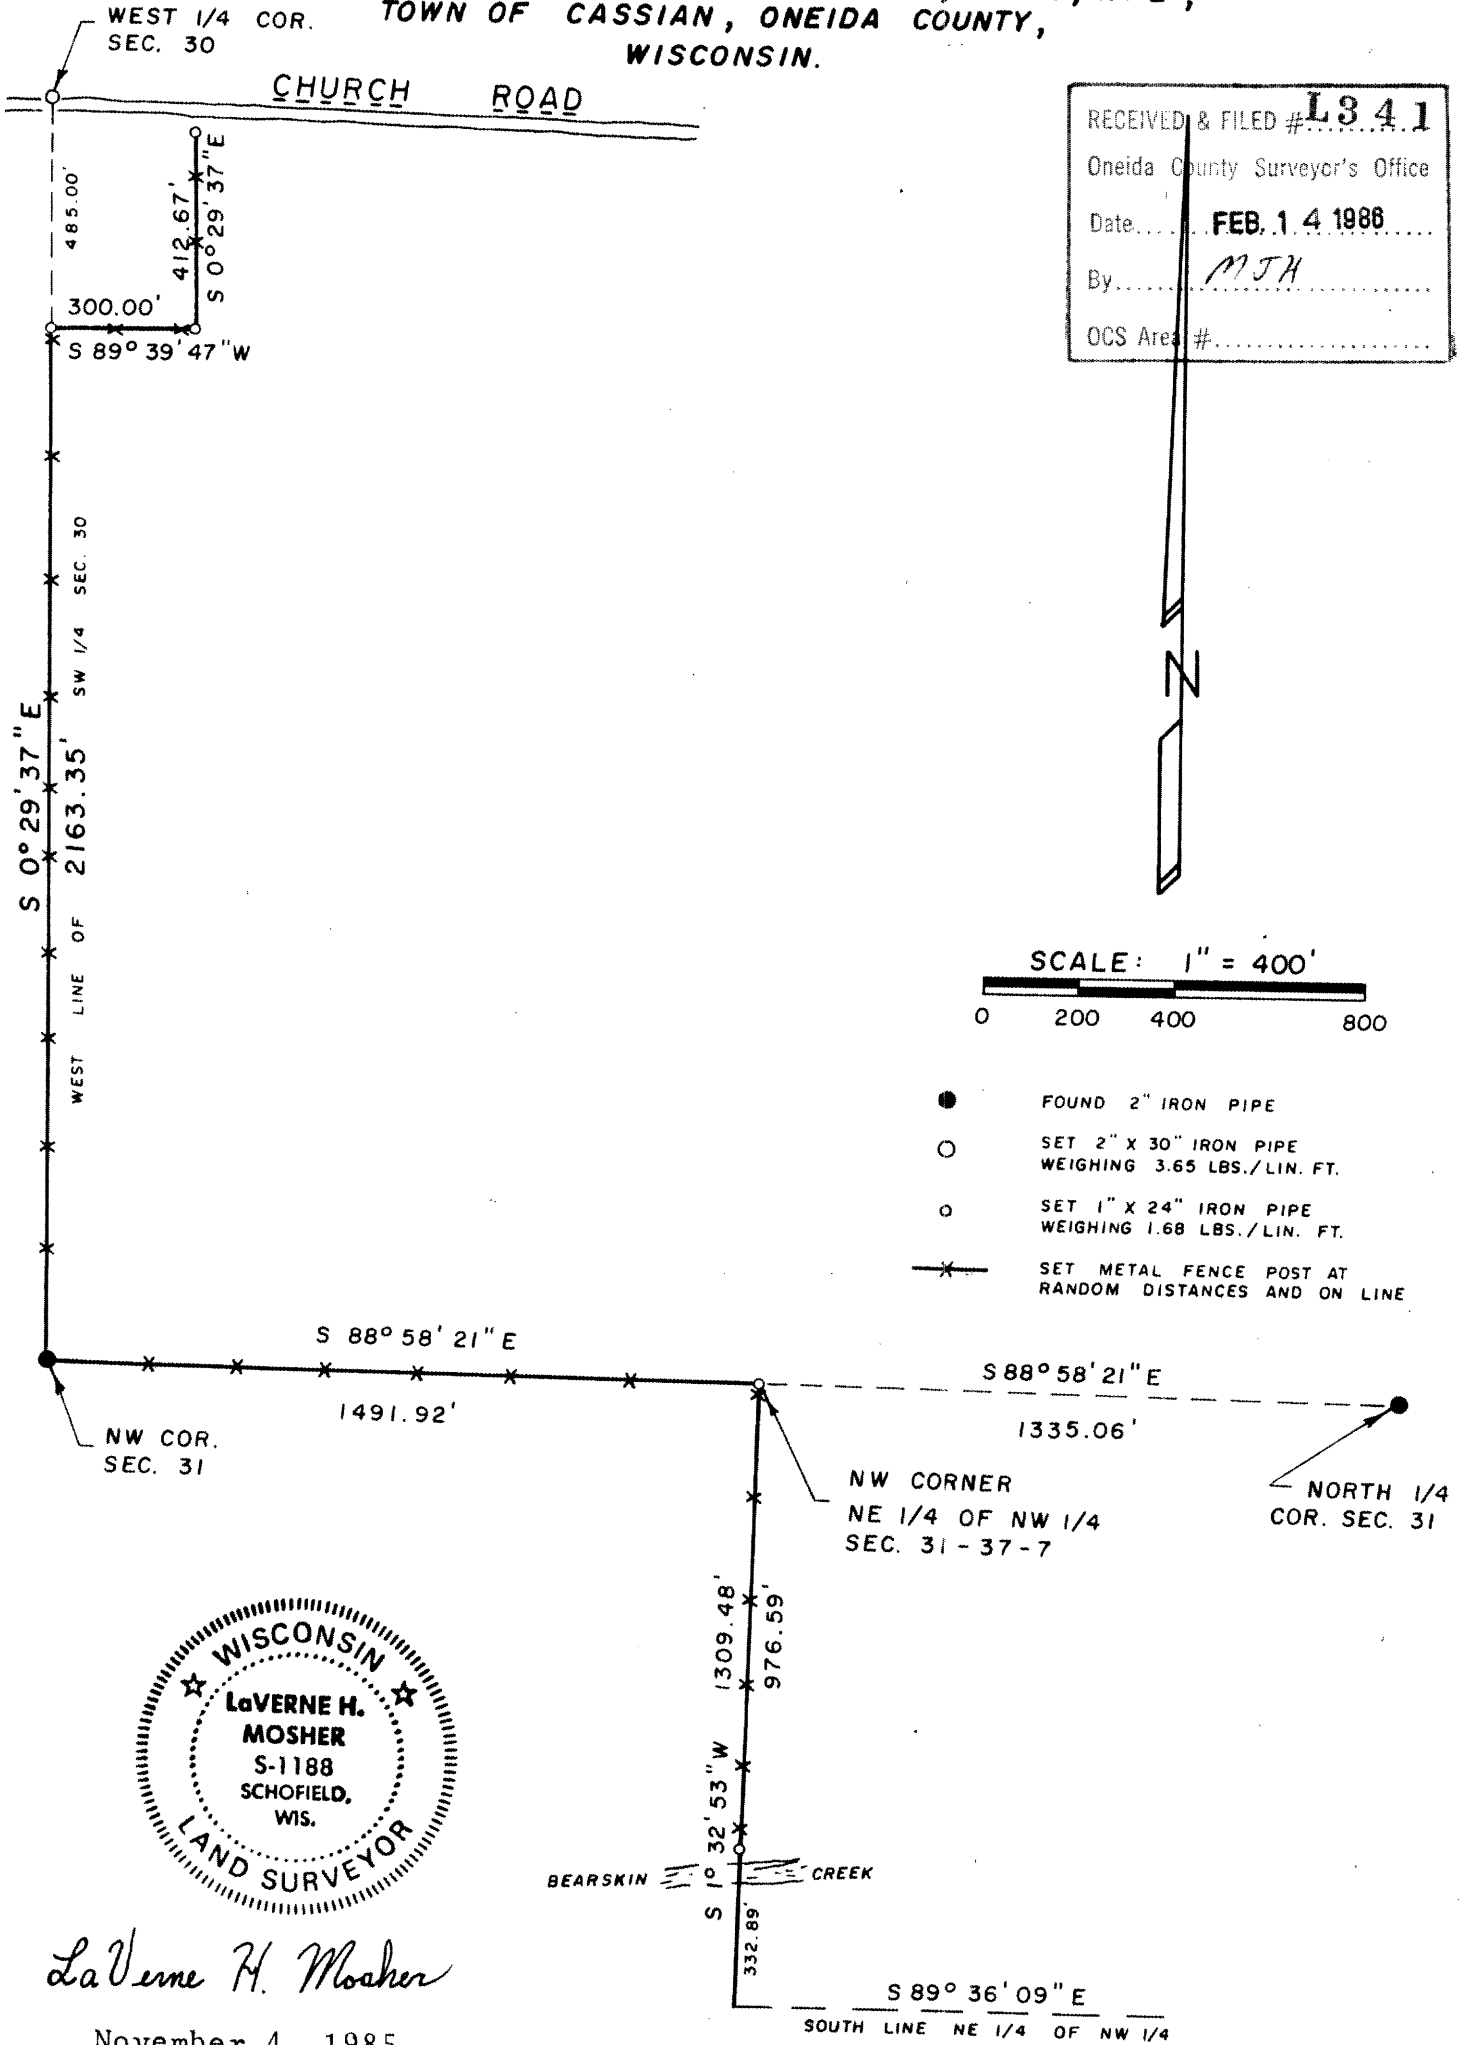 WEST 1/4 COR.
SEC. 30
TOWN OF CASSIAN, ONEIDA COUNTY,
WISCONSIN.
CHURCH ROAD
RECEIVED & FILED # L341
Oneida County Surveyor's Office
Date.... FEB. 14 1986
By.... MJH
OCS Area #....
485.00'
412.67'
S 0° 29' 37" E
300.00'
S 89° 39' 47" W
S 0° 29' 37" E
2163.35'
WEST LINE OF SW 1/4 SEC. 30
N
SCALE: 1" = 400'
0 200 400 800
FOUND 2" IRON PIPE
SET 2" X 30" IRON PIPE
WEIGHING 3.65 LBS./LIN. FT.
SET 1" X 24" IRON PIPE
WEIGHING 1.68 LBS./LIN. FT.
SET METAL FENCE POST AT
RANDOM DISTANCES AND ON LINE
S 88° 58' 21" E
1491.92'
S 88° 58' 21" E
1335.06'
NW COR.
SEC. 31
NW CORNER
NE 1/4 OF NW 1/4
SEC. 31-37-7
NORTH 1/4
COR. SEC. 31
1309.48'
976.59'
S 1° 32' 53" W
332.89'
BEARSKIN CREEK
S 89° 36' 09" E
SOUTH LINE NE 1/4 OF NW 1/4
WISCONSIN
LaVERNE H.
MOSHER
S-1188
SCHOFIELD,
WIS.
LAND SURVEYOR
LaVerne H. Mosher
November 4, 1985